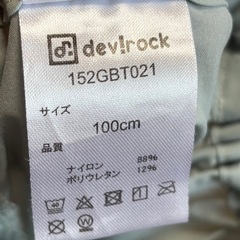 d! devirock
152GBT021
サイズ
100cm
品質
ナイロン 88%
ポリウレタン 12%